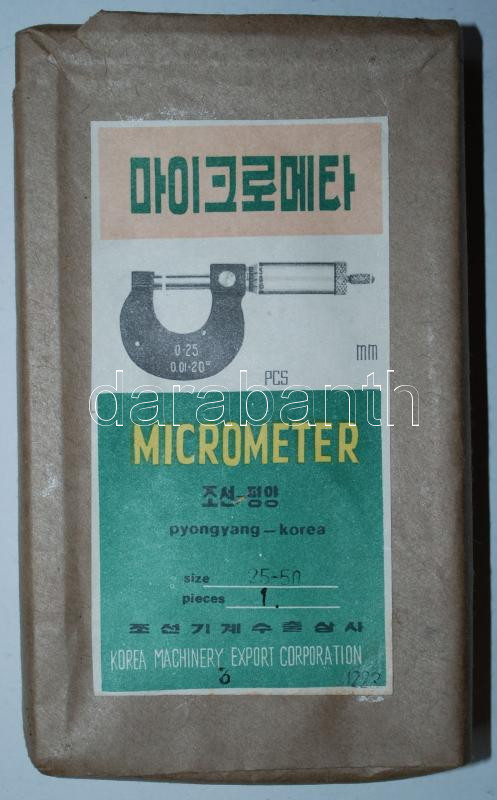 마이크로메타
0-25
0.01-20°
mm
PCS
darabanth
MICROMETER
조선-평양
pyongyang-korea
size 25-50
pieces 1.
조선기계수출상사
KOREA MACHINERY EXPORT CORPORATION
3